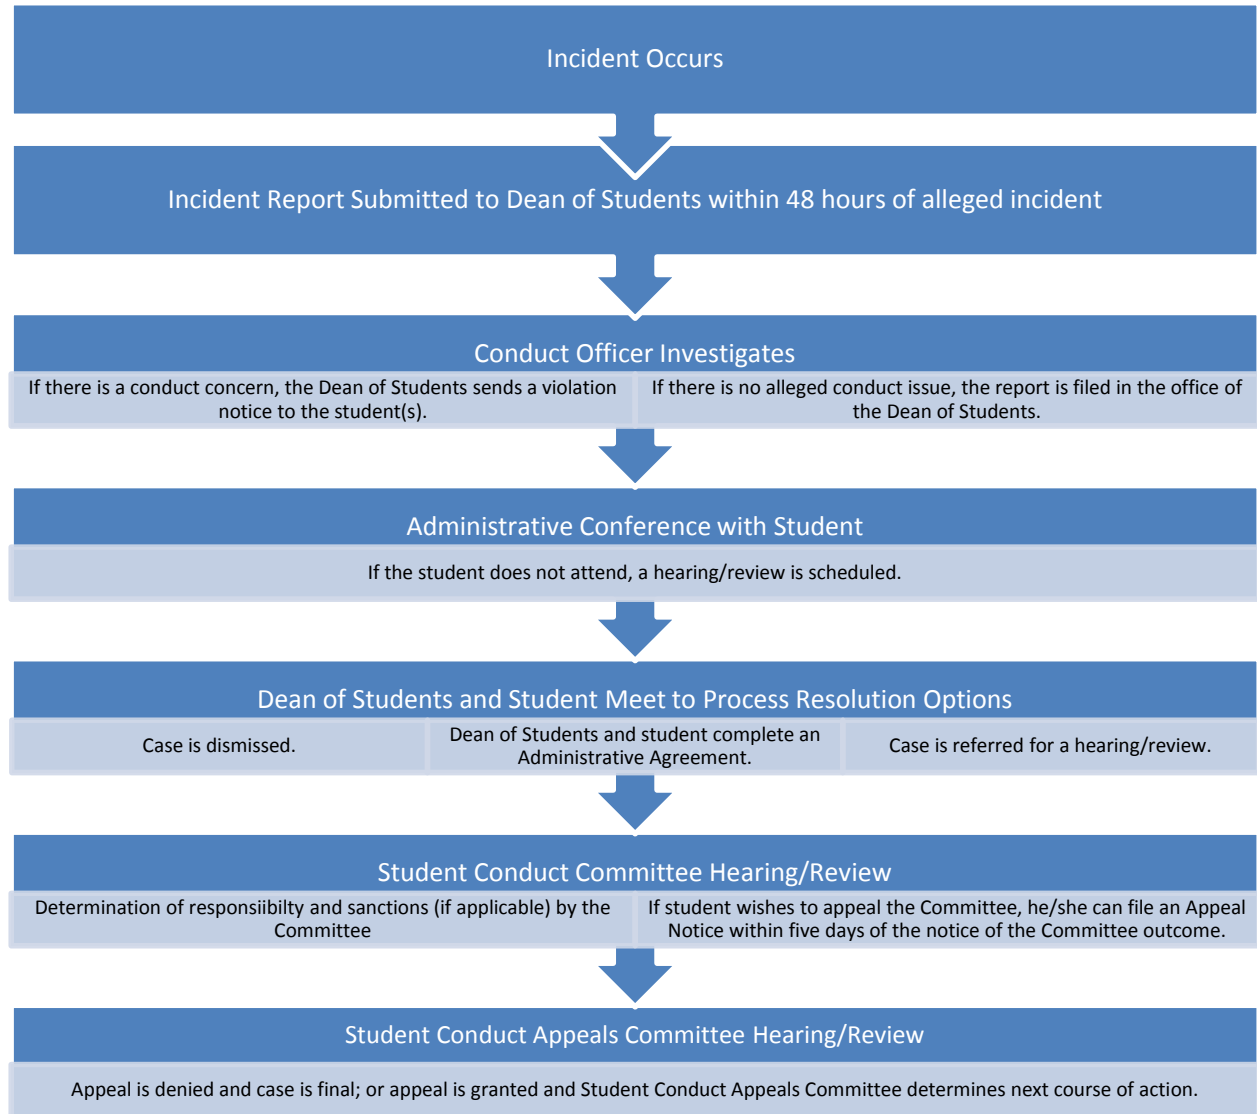 Incident Occurs
Incident Report Submitted to Dean of Students within 48 hours of alleged incident
Conduct Officer Investigates
If there is a conduct concern, the Dean of Students sends a violation
notice to the student(s).
If there is no alleged conduct issue, the report is filed in the office of
the Dean of Students.
Administrative Conference with Student
If the student does not attend, a hearing/review is scheduled.
Dean of Students and Student Meet to Process Resolution Options
Case is dismissed.
Dean of Students and student complete an
Administrative Agreement.
Case is referred for a hearing/review.
Student Conduct Committee Hearing/Review
Determination of responsiibilty and sanctions (if applicable) by the
Committee
If student wishes to appeal the Committee, he/she can file an Appeal
Notice within five days of the notice of the Committee outcome.
Student Conduct Appeals Committee Hearing/Review
Appeal is denied and case is final; or appeal is granted and Student Conduct Appeals Committee determines next course of action.